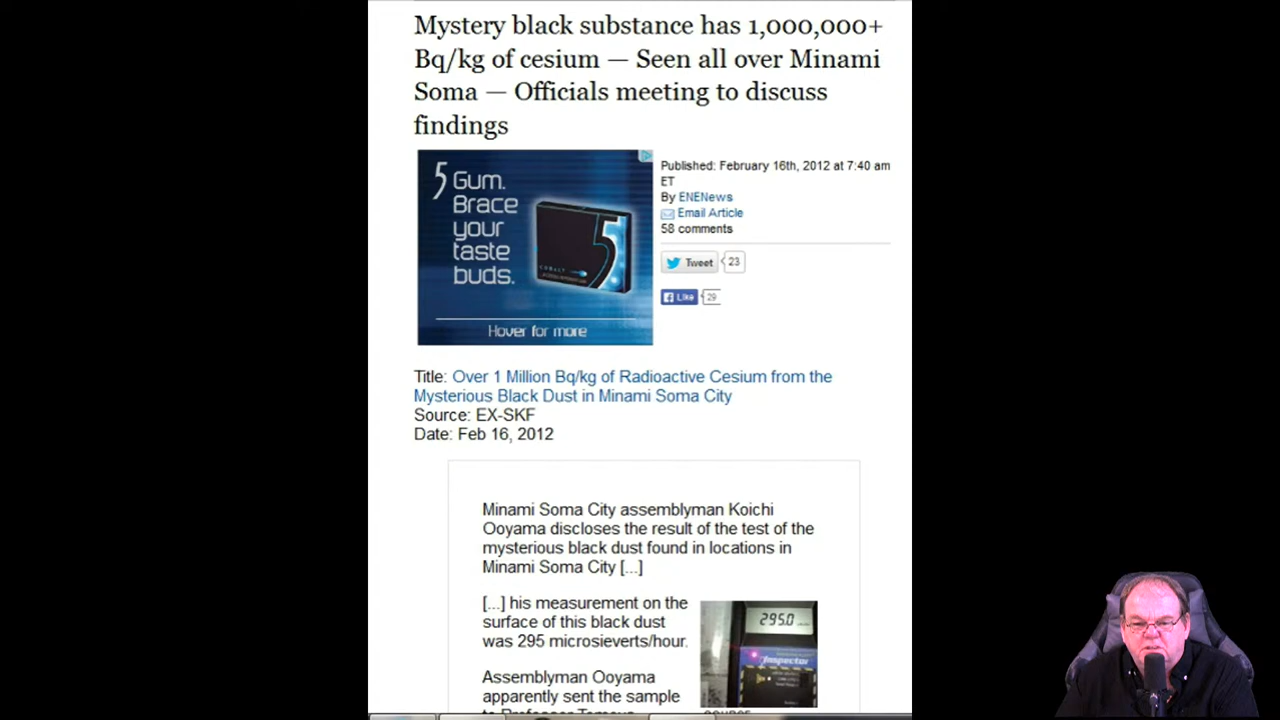 Mystery black substance has 1,000,000+
Bq/kg of cesium — Seen all over Minami
Soma — Officials meeting to discuss
findings
5 Gum.
Brace
your
taste
buds.
5
COBALT
Hover for more
Published: February 16th, 2012 at 7:40 am
ET
By ENENews
Email Article
58 comments
Tweet 23
Like 29
Title: Over 1 Million Bq/kg of Radioactive Cesium from the
Mysterious Black Dust in Minami Soma City
Source: EX-SKF
Date: Feb 16, 2012
Minami Soma City assemblyman Koichi
Ooyama discloses the result of the test of the
mysterious black dust found in locations in
Minami Soma City [...]
[...] his measurement on the
surface of this black dust
was 295 microsieverts/hour.
295.0
Inspector
Assemblyman Ooyama
apparently sent the sample